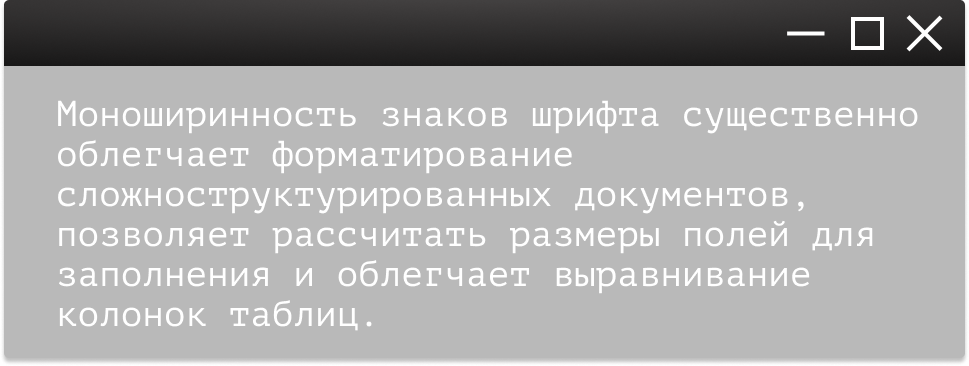 Моноширинность знаков шрифта существенно
облегчает форматирование
сложноструктурированных документов,
позволяет рассчитать размеры полей для
заполнения и облегчает выравнивание
колонок таблиц.